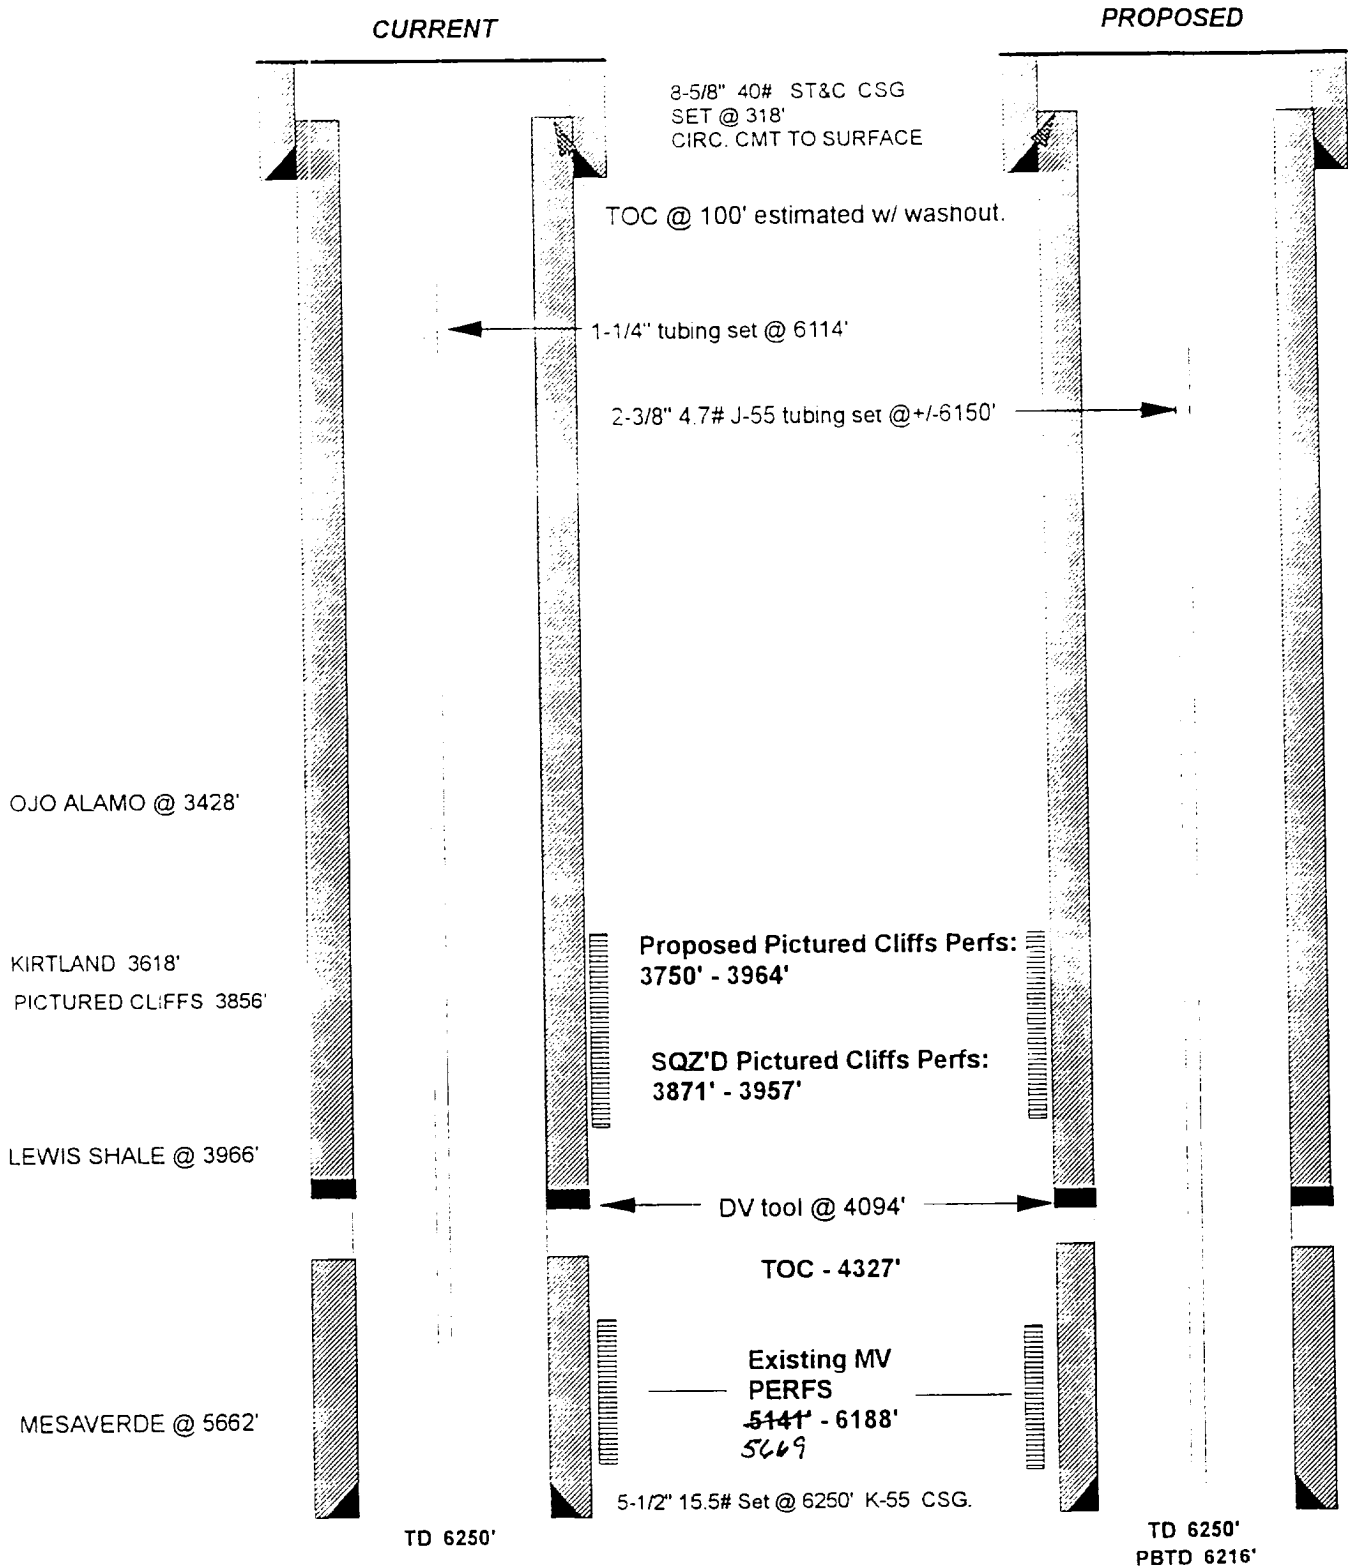 CURRENT
PROPOSED
8-5/8" 40# ST&C CSG
SET @ 318'
CIRC. CMT TO SURFACE
TOC @ 100' estimated w/ washout.
1-1/4" tubing set @ 6114'
2-3/8" 4.7# J-55 tubing set @+/-6150'
OJO ALAMO @ 3428'
KIRTLAND 3618'
PICTURED CLIFFS 3856'
Proposed Pictured Cliffs Perfs:
3750' - 3964'
SQZ'D Pictured Cliffs Perfs:
3871' - 3957'
LEWIS SHALE @ 3966'
DV tool @ 4094'
TOC - 4327'
Existing MV
PERFS
5141' - 6188'
5669
MESAVERDE @ 5662'
5-1/2" 15.5# Set @ 6250' K-55 CSG.
TD 6250'
TD 6250'
PBTD 6216'